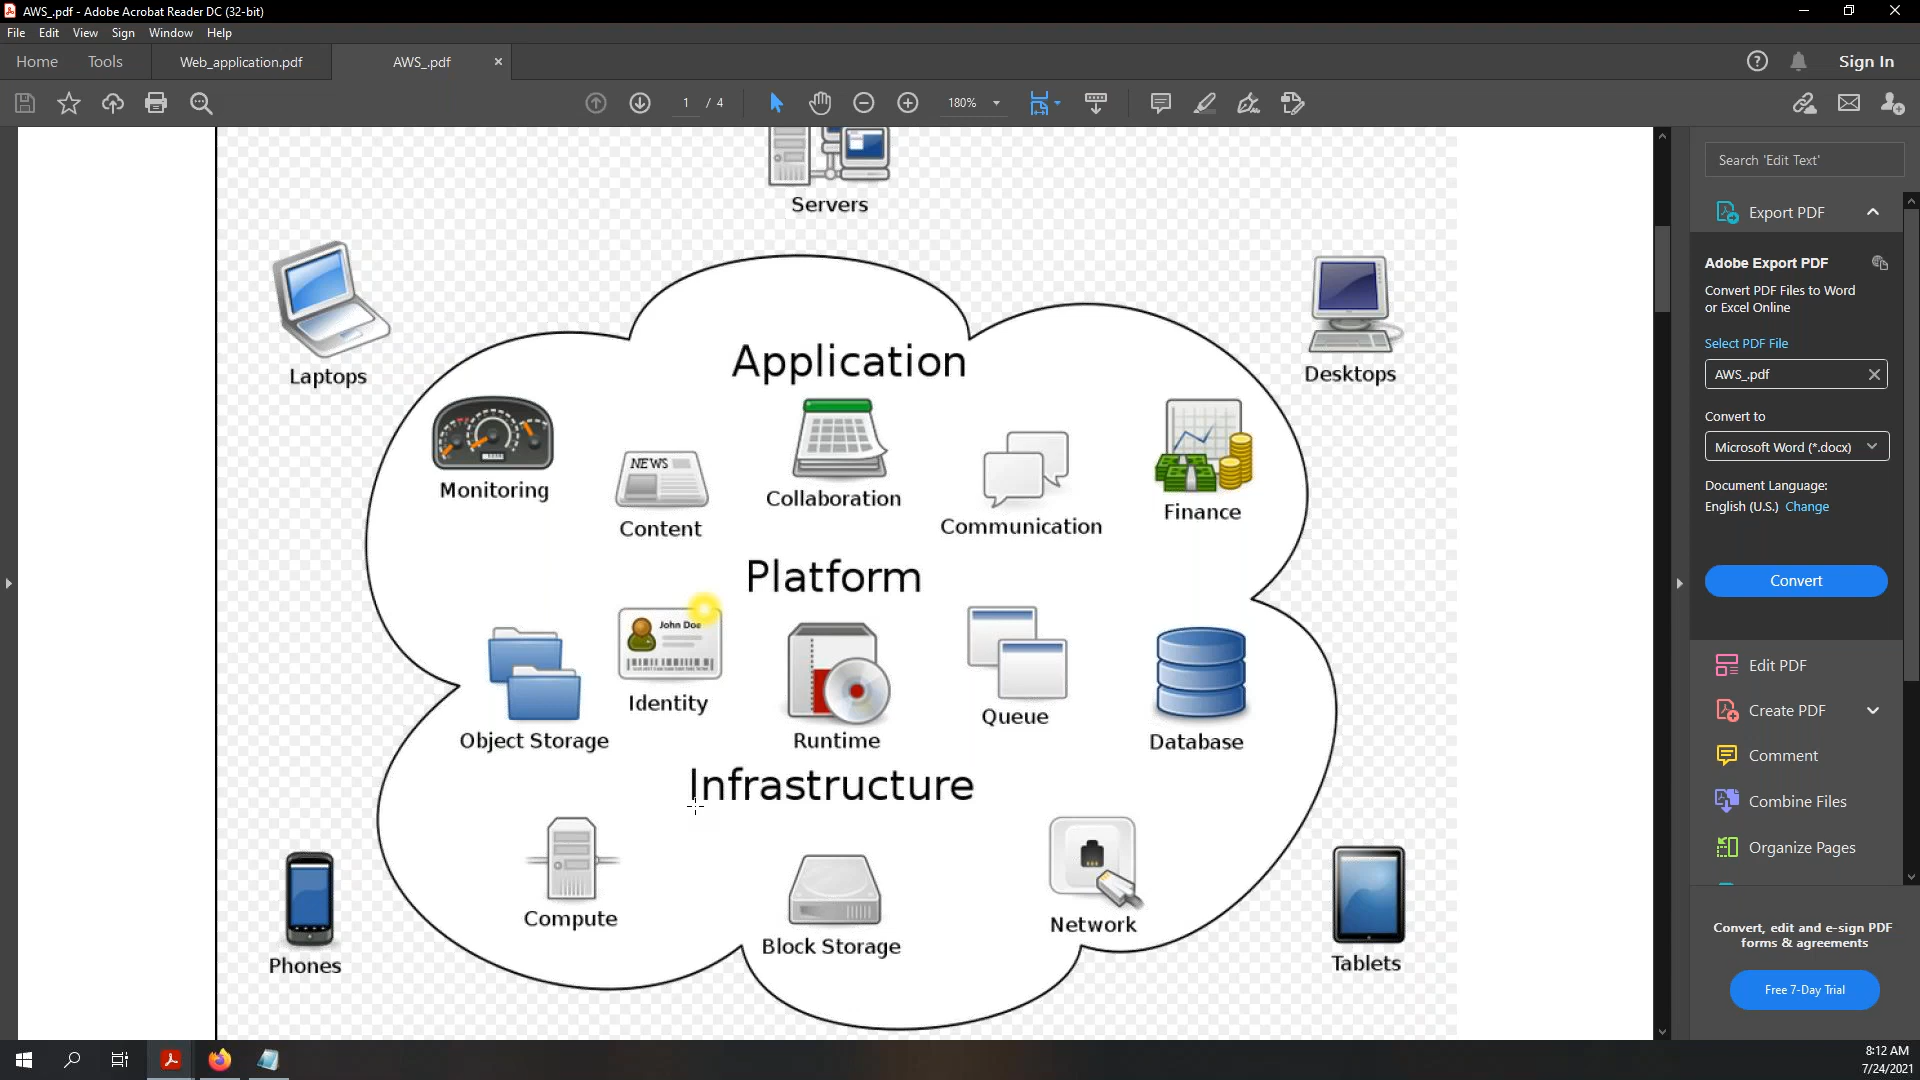 AWS_.pdf - Adobe Acrobat Reader DC (32-bit)
File Edit View Sign Window Help
Home Tools Web_application.pdf AWS_.pdf Sign In
1 / 4 180%
Search 'Edit Text'
Export PDF
Adobe Export PDF
Convert PDF Files to Word
or Excel Online
Select PDF File
AWS_.pdf
Convert to
Microsoft Word (*.docx)
Document Language:
English (U.S.) Change
Convert
Edit PDF
Create PDF
Comment
Combine Files
Organize Pages
Convert, edit and e-sign PDF
forms & agreements
Free 7-Day Trial
Servers
Laptops
Desktops
Application
Monitoring
NEWS
Content
Collaboration
Communication
Finance
Platform
Object Storage
John Doe
Identity
Runtime
Queue
Database
Infrastructure
Compute
Block Storage
Network
Phones
Tablets
8:12 AM
7/24/2021